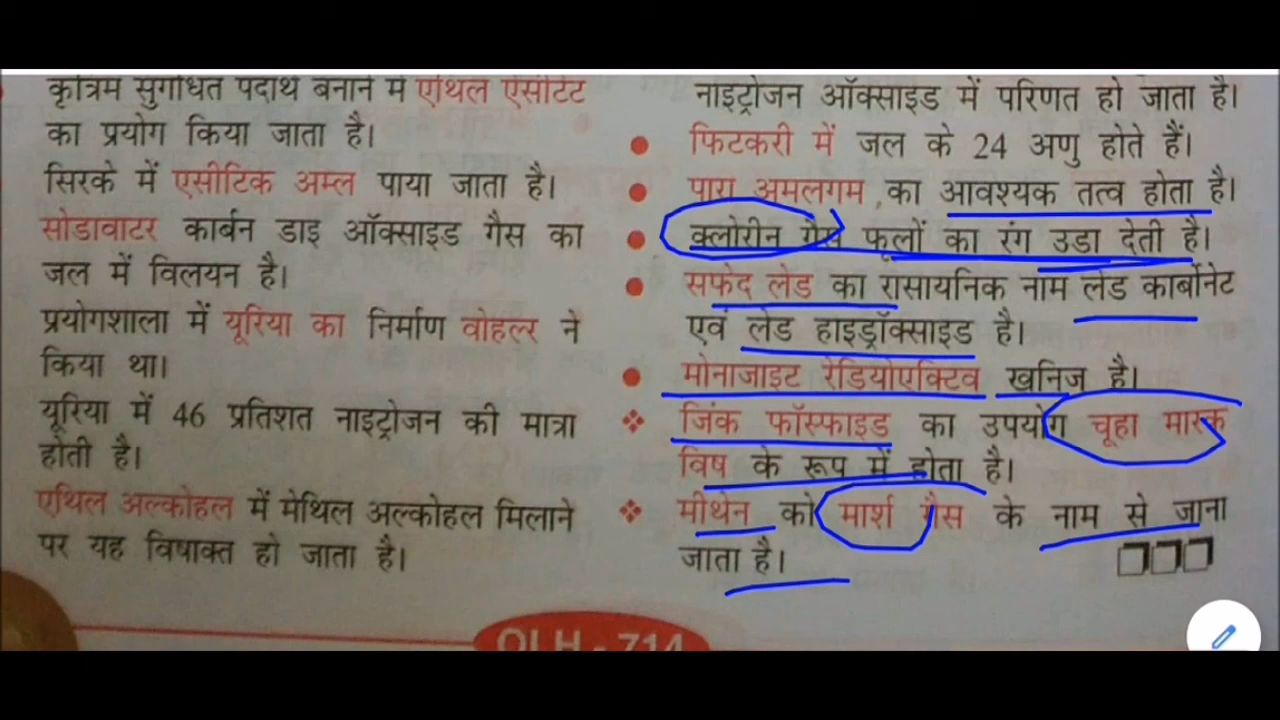 कृत्रिम सुगंधित पदार्थ बनाने में एथिल एसीटेट
का प्रयोग किया जाता है।
सिरके में एसीटिक अम्ल पाया जाता है।
सोडावाटर कार्बन डाइ ऑक्साइड गैस का
जल में विलयन है।
प्रयोगशाला में यूरिया का निर्माण वोहलर ने
किया था।
यूरिया में 46 प्रतिशत नाइट्रोजन की मात्रा
होती है।
एथिल अल्कोहल में मेथिल अल्कोहल मिलाने
पर यह विषाक्त हो जाता है।
नाइट्रोजन ऑक्साइड में परिणत हो जाता है।
फिटकरी में जल के 24 अणु होते हैं।
पारा अमलगम का आवश्यक तत्व होता है।
क्लोरीन गैस फूलों का रंग उडा देती है।
सफेद लेड का रासायनिक नाम लेड कार्बोनेट
एवं लेड हाइड्रॉक्साइड है।
मोनाजाइट रेडियोएक्टिव खनिज है।
जिंक फॉस्फाइड का उपयोग चूहा मारक
विष के रूप में होता है।
मीथेन को मार्श गैस के नाम से जाना
जाता है।
QLH - 714